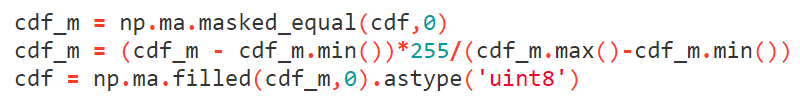 cdf_m = np.ma.masked_equal(cdf,0)
cdf_m = (cdf_m - cdf_m.min())*255/(cdf_m.max()-cdf_m.min())
cdf = np.ma.filled(cdf_m,0).astype('uint8')